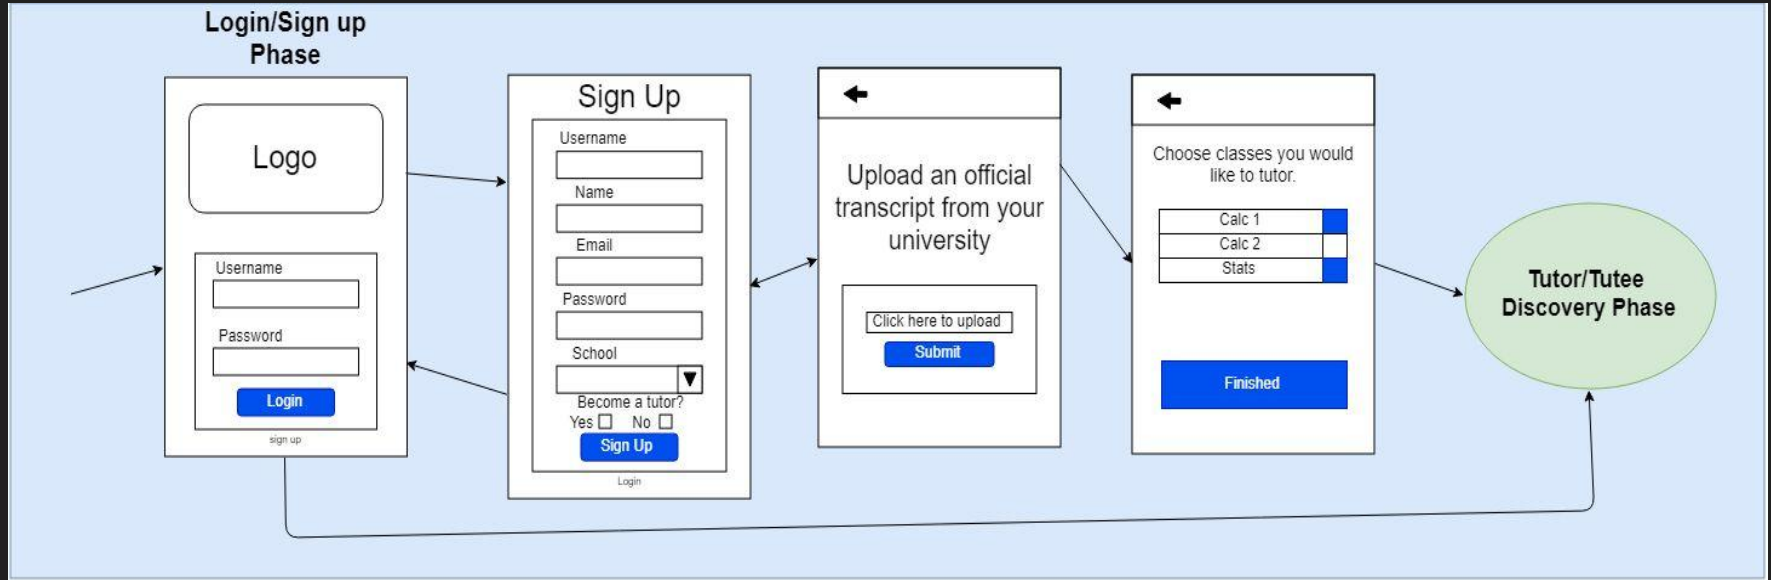 Login/Sign up
Phase
Logo
Username
Password
Login
sign up
Sign Up
Username
Name
Email
Password
School
Become a tutor?
Yes No
Sign Up
Login
Upload an official
transcript from your
university
Click here to upload
Submit
Choose classes you would
like to tutor.
Calc 1
Calc 2
Stats
Finished
Tutor/Tutee
Discovery Phase